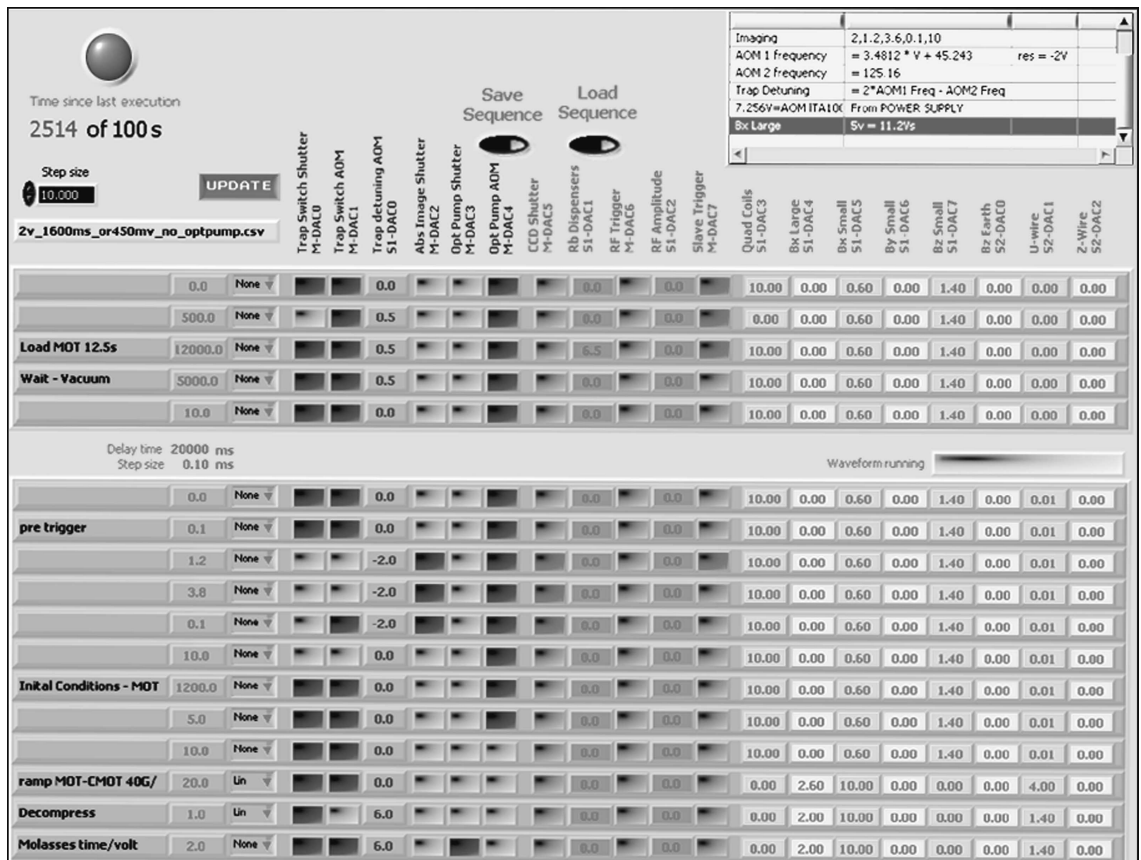 Imaging 2,1.2,3.6,0.1,10
AOM 1 frequency = 3.4812 * V + 45.243 res = -2V
AOM 2 frequency = 125.16
Trap Detuning = 2*AOM1 Freq - AOM2 Freq
7.256V=AOM ITA100 From POWER SUPPLY
Bx Large 5v = 11.2Vs
Time since last execution
2514 of 100 s
Save Sequence
Load Sequence
Step size
10.000
UPDATE
2v_1600ms_or450mv_no_optpump.csv
Trap Switch Shutter M-DAC0
Trap Switch AOM M-DAC1
Trap detuning AOM S1-DAC0
Abs Image Shutter M-DAC2
Opt Pump Shutter M-DAC3
Opt Pump AOM M-DAC4
CCD Shutter M-DAC5
Rb Dispensers S1-DAC1
RF Trigger M-DAC6
RF Amplitude S1-DAC2
Slave Trigger M-DAC7
Quad Coils S1-DAC3
Bx Large S1-DAC4
Bx Small S1-DAC5
By Small S1-DAC6
Bz Small S1-DAC7
Bz Earth S2-DAC0
U-wire S2-DAC1
Z-Wire S2-DAC2
0.0 None 0.0 0.0 0.0 10.00 0.00 0.60 0.00 1.40 0.00 0.00 0.00
500.0 None 0.5 0.0 0.0 0.00 0.00 0.60 0.00 1.40 0.00 0.00 0.00
Load MOT 12.5s 12000.0 None 0.5 6.5 0.0 10.00 0.00 0.60 0.00 1.40 0.00 0.00 0.00
Wait - Vacuum 5000.0 None 0.5 0.0 0.0 10.00 0.00 0.60 0.00 1.40 0.00 0.00 0.00
10.0 None 0.0 0.0 0.0 10.00 0.00 0.60 0.00 1.40 0.00 0.00 0.00
Delay time 20000 ms
Step size 0.10 ms
Waveform running
0.0 None 0.0 0.0 0.0 10.00 0.00 0.60 0.00 1.40 0.00 0.01 0.00
pre trigger 0.1 None 0.0 0.0 0.0 10.00 0.00 0.60 0.00 1.40 0.00 0.01 0.00
1.2 None -2.0 0.0 0.0 10.00 0.00 0.60 0.00 1.40 0.00 0.01 0.00
3.8 None -2.0 0.0 0.0 10.00 0.00 0.60 0.00 1.40 0.00 0.01 0.00
0.1 None -2.0 0.0 0.0 10.00 0.00 0.60 0.00 1.40 0.00 0.01 0.00
10.0 None 0.0 0.0 0.0 10.00 0.00 0.60 0.00 1.40 0.00 0.01 0.00
Inital Conditions - MOT 1200.0 None 0.0 0.0 0.0 10.00 0.00 0.60 0.00 1.40 0.00 0.01 0.00
5.0 None 0.0 0.0 0.0 10.00 0.00 0.60 0.00 1.40 0.00 0.01 0.00
10.0 None 0.0 0.0 0.0 10.00 0.00 0.60 0.00 1.40 0.00 0.01 0.00
ramp MOT-CMOT 40G/ 20.0 Lin 0.0 0.0 0.0 0.00 2.60 10.00 0.00 0.00 0.00 4.00 0.00
Decompress 1.0 Lin 6.0 0.0 0.0 0.00 2.00 10.00 0.00 0.00 0.00 1.40 0.00
Molasses time/volt 2.0 None 6.0 0.0 0.0 0.00 2.00 10.00 0.00 0.00 0.00 1.40 0.00